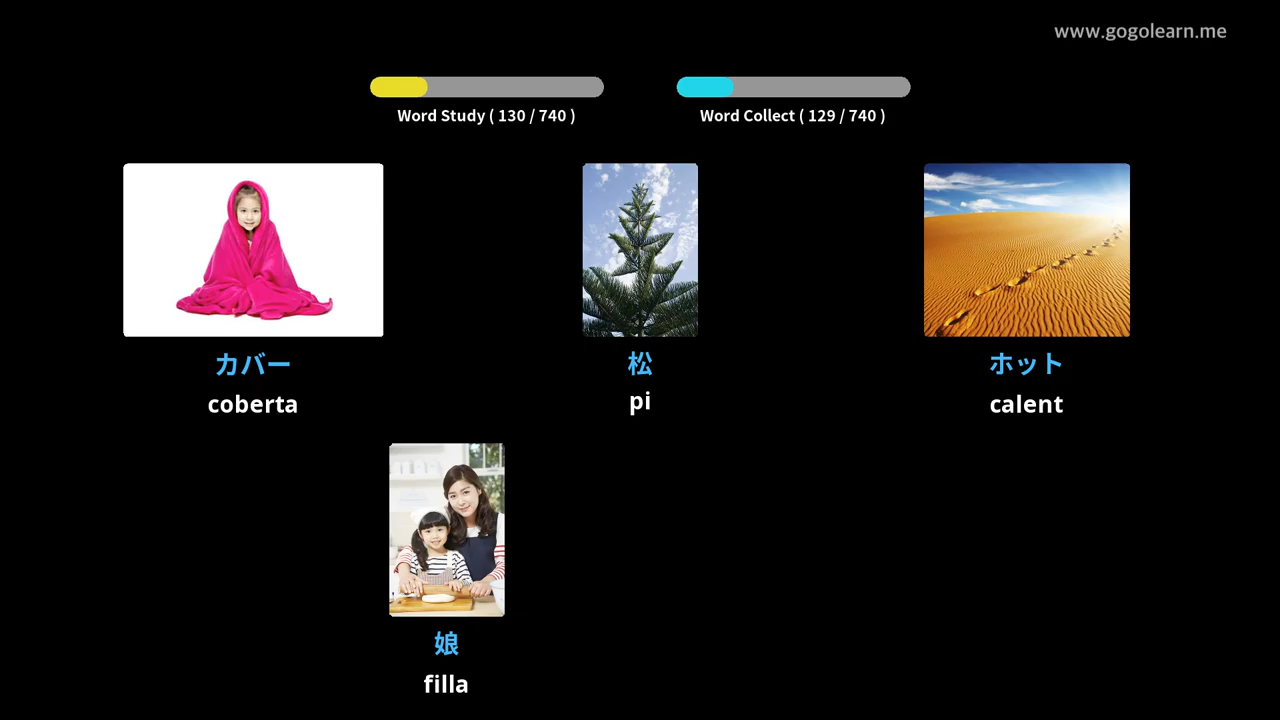 www.gogolearn.me
Word Study ( 130 / 740 )
Word Collect ( 129 / 740 )
カバー
coberta
松
pi
ホット
calent
娘
filla